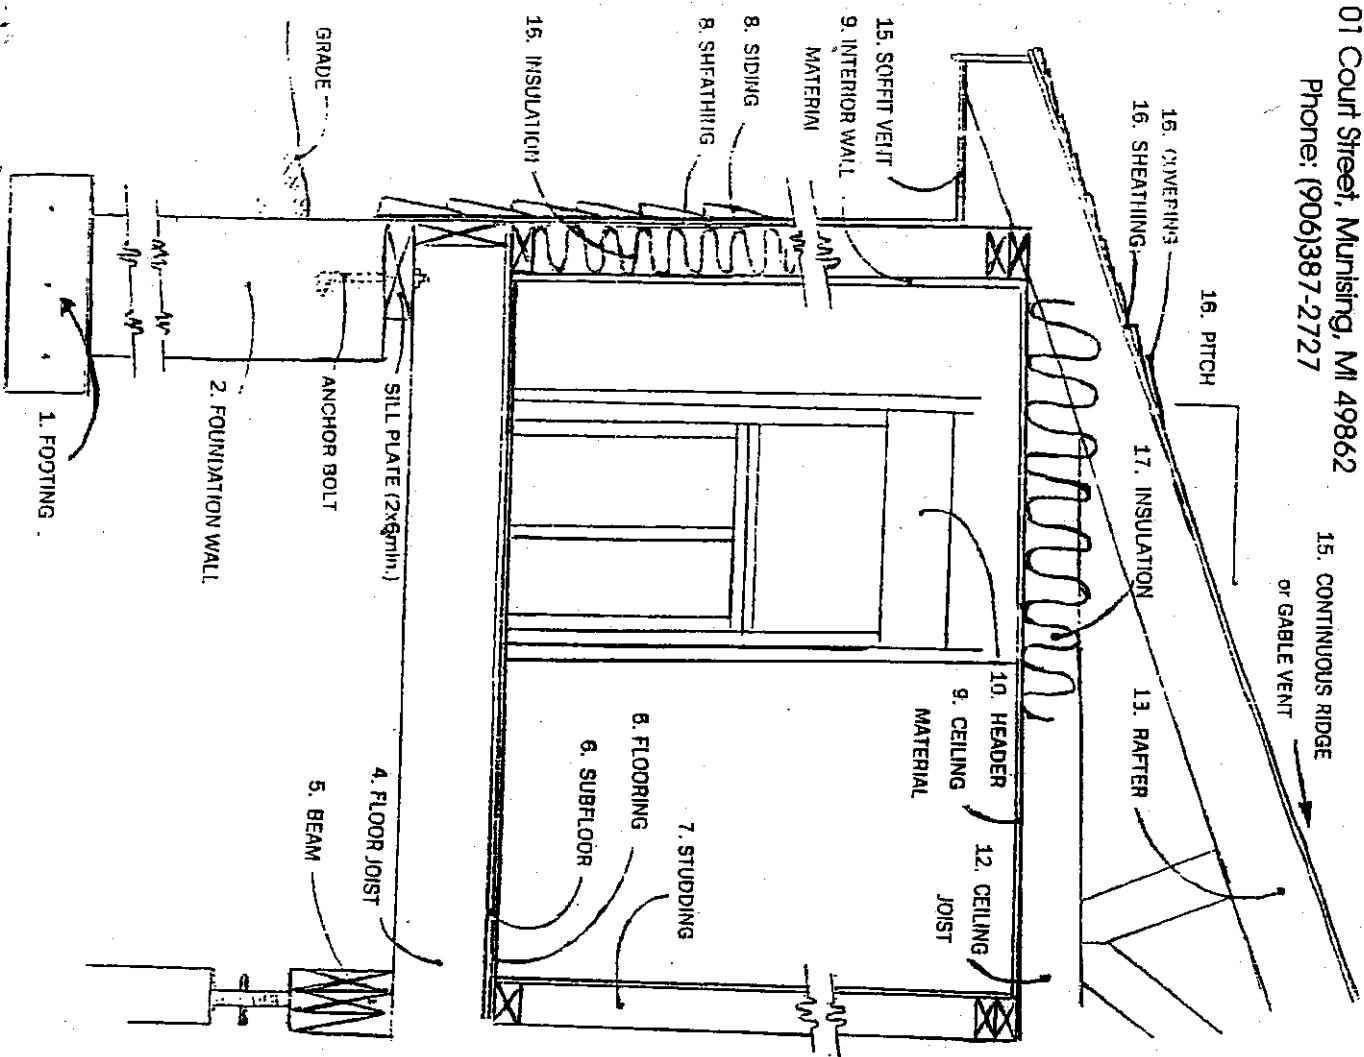 01 Court Street, Munising, MI 49862
Phone: (906)387-2727
15. CONTINUOUS RIDGE
or GABLE VENT
16. PITCH
16. COVERING
16. SHEATHING
17. INSULATION
13. RAFTER
15. SOFFIT VENT
9. INTERIOR WALL
MATERIAL
8. SIDING
8. SHEATHING
16. INSULATION
10. HEADER
9. CEILING
MATERIAL
12. CEILING
JOIST
7. STUDDING
6. FLOORING
6. SUBFLOOR
4. FLOOR JOIST
5. BEAM
GRADE
SILL PLATE (2x6min.)
ANCHOR BOLT
2. FOUNDATION WALL
1. FOOTING